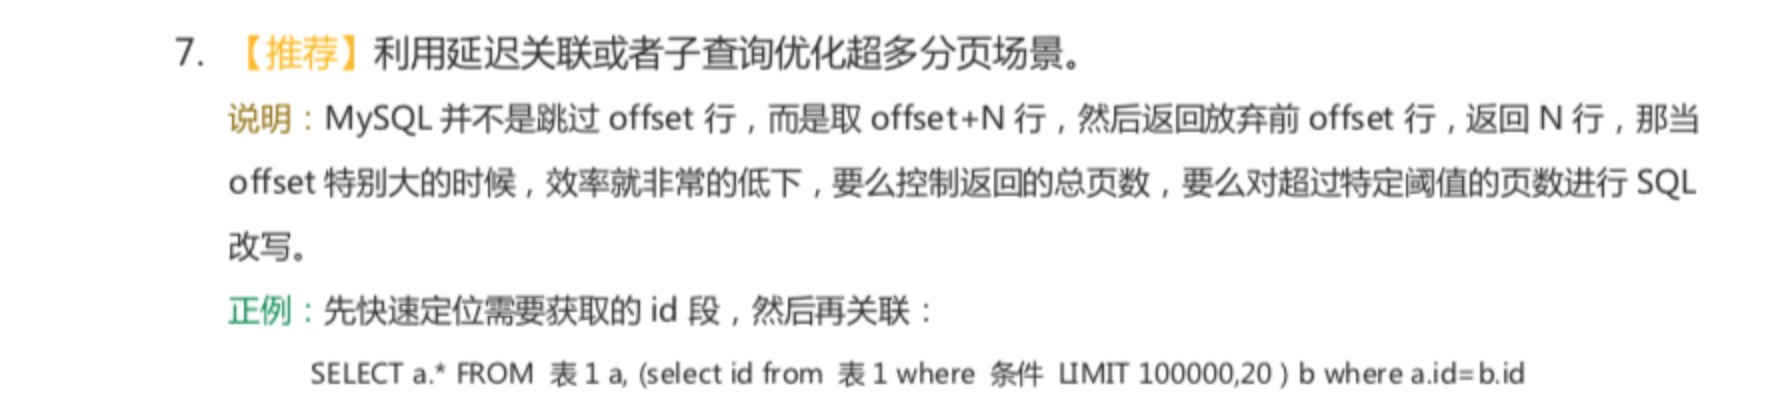 7. 【推荐】利用延迟关联或者子查询优化超多分页场景。
说明：MySQL 并不是跳过 offset 行，而是取 offset+N 行，然后返回放弃前 offset 行，返回 N 行，那当
offset 特别大的时候，效率就非常的低下，要么控制返回的总页数，要么对超过特定阈值的页数进行 SQL
改写。
正例：先快速定位需要获取的 id 段，然后再关联：
SELECT a.* FROM 表 1 a, (select id from 表 1 where 条件 LIMIT 100000,20 ) b where a.id=b.id